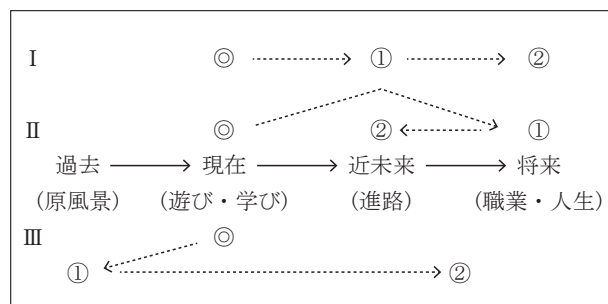 Ⅰ ◎ ① ②
Ⅱ ◎ ② ①
過去 現在 近未来 将来
(原風景) (遊び・学び) (進路) (職業・人生)
Ⅲ ◎
① ②